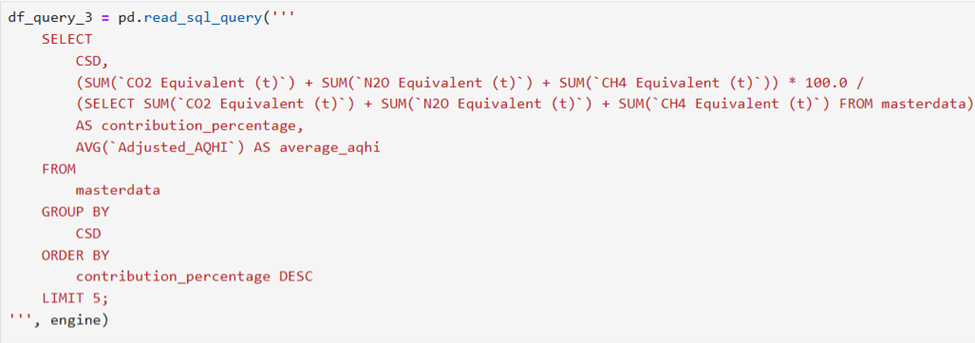 df_query_3 = pd.read_sql_query('''
SELECT
CSD,
(SUM(`CO2 Equivalent (t)`) + SUM(`N2O Equivalent (t)`) + SUM(`CH4 Equivalent (t)`)) * 100.0 /
(SELECT SUM(`CO2 Equivalent (t)`) + SUM(`N2O Equivalent (t)`) + SUM(`CH4 Equivalent (t)`) FROM masterdata)
AS contribution_percentage,
AVG(`Adjusted_AQHI`) AS average_aqhi
FROM
masterdata
GROUP BY
CSD
ORDER BY
contribution_percentage DESC
LIMIT 5;
''', engine)